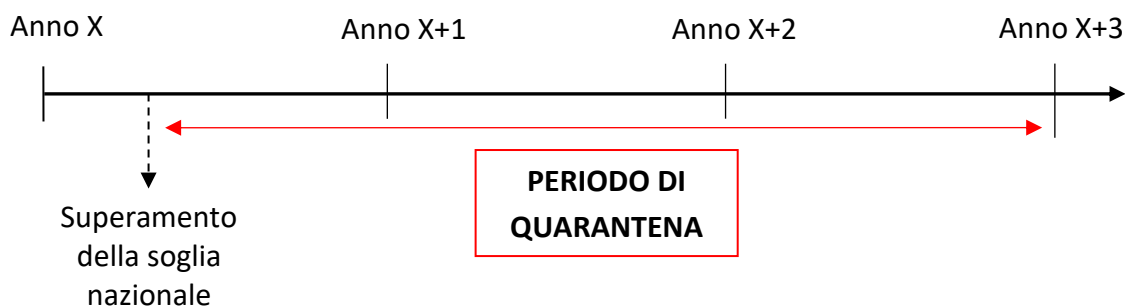 Anno X
Anno X+1
Anno X+2
Anno X+3
PERIODO DI
QUARANTENA
Superamento
della soglia
nazionale